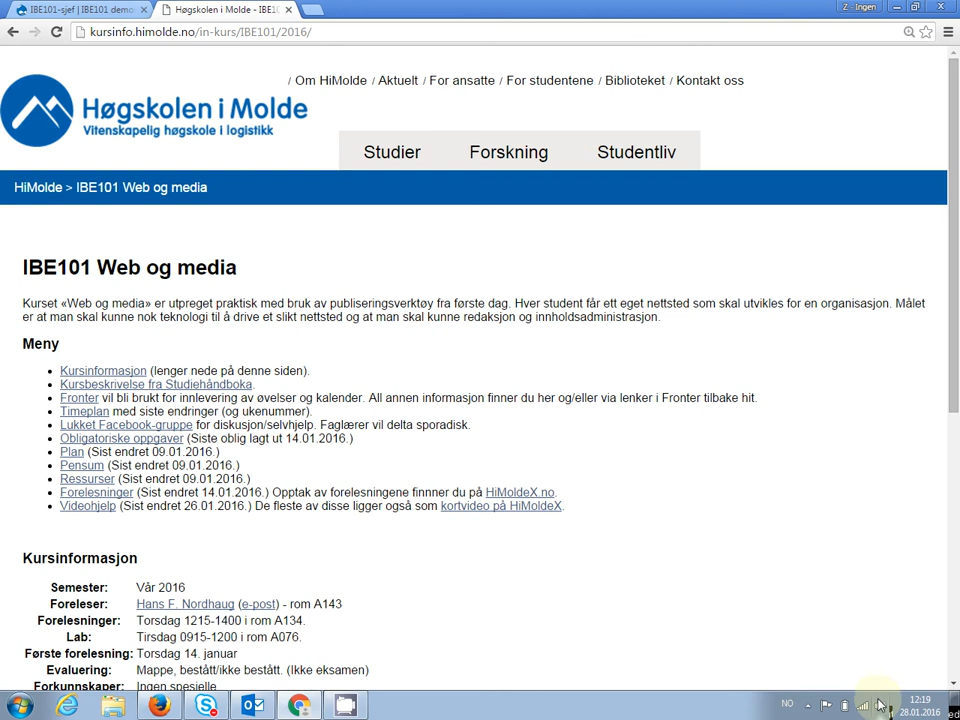 IBE101-sjef | IBE101 demo
Høgskolen i Molde - IBE1
Z - Ingen
kursinfo.himolde.no/in-kurs/IBE101/2016/
/ Om HiMolde / Aktuelt / For ansatte / For studentene / Biblioteket / Kontakt oss
Høgskolen i Molde
Vitenskapelig høgskole i logistikk
Studier Forskning Studentliv
HiMolde > IBE101 Web og media
IBE101 Web og media
Kurset «Web og media» er utpreget praktisk med bruk av publiseringsverktøy fra første dag. Hver student får ett eget nettsted som skal utvikles for en organisasjon. Målet
er at man skal kunne nok teknologi til å drive et slikt nettsted og at man skal kunne redaksjon og innholdsadministrasjon.
Meny
• Kursinformasjon (lenger nede på denne siden).
• Kursbeskrivelse fra Studiehåndboka.
• Fronter vil bli brukt for innlevering av øvelser og kalender. All annen informasjon finner du her og/eller via lenker i Fronter tilbake hit.
• Timeplan med siste endringer (og ukenummer).
• Lukket Facebook-gruppe for diskusjon/selvhjelp. Faglærer vil delta sporadisk.
• Obligatoriske oppgaver (Siste oblig lagt ut 14.01.2016.)
• Plan (Sist endret 09.01.2016.)
• Pensum (Sist endret 09.01.2016.)
• Ressurser (Sist endret 09.01.2016.)
• Forelesninger (Sist endret 14.01.2016.) Opptak av forelesningene finnner du på HiMoldeX.no.
• Videohjelp (Sist endret 26.01.2016.) De fleste av disse ligger også som kortvideo på HiMoldeX.
Kursinformasjon
Semester: Vår 2016
Foreleser: Hans F. Nordhaug (e-post) - rom A143
Forelesninger: Torsdag 1215-1400 i rom A134.
Lab: Tirsdag 0915-1200 i rom A076.
Første forelesning: Torsdag 14. januar
Evaluering: Mappe, bestått/ikke bestått. (Ikke eksamen)
Forkunnskaper: Ingen spesielle
NO
12:19
28.01.2016